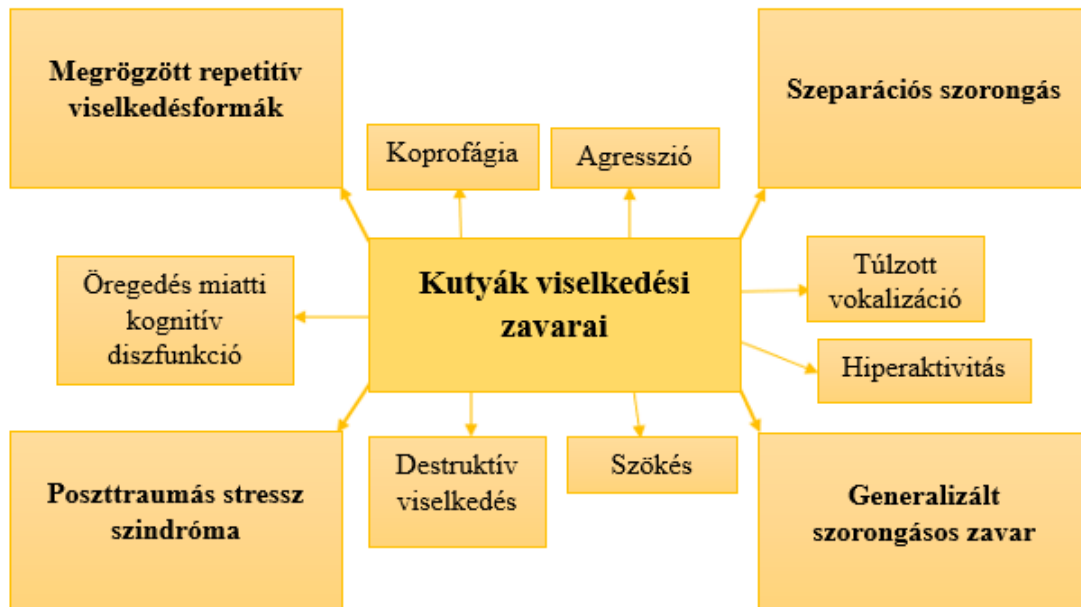 Megrögzött repetitív
viselkedésformák
Szeparációs szorongás
Koprofágia
Agresszió
Öregedés miatti
kognitív
diszfunkció
Kutyák viselkedési
zavarai
Túlzott
vokalizáció
Hiperaktivitás
Poszttraumás stressz
szindróma
Destruktív
viselkedés
Szökés
Generalizált
szorongásos zavar